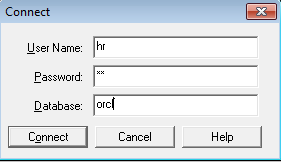 Connect
User Name: hr
Password: **
Database: orcl
Connect Cancel Help